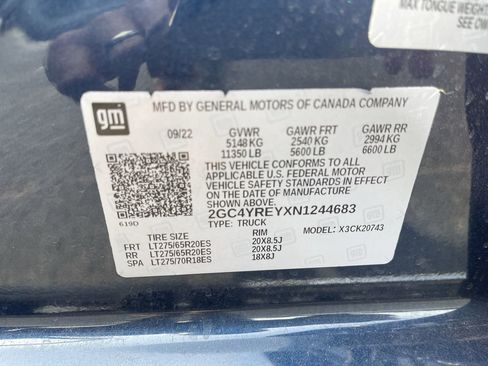 MAX TONGUE WEIGHT
SEE OW
gm
MFD BY GENERAL MOTORS OF CANADA COMPANY
09/22 GVWR GAWR FRT GAWR RR
5148 KG 2540 KG 2994 KG
11350 LB 5600 LB 6600 LB
THIS VEHICLE CONFORMS TO ALL
APPLICABLE U.S. FEDERAL MOTOR
VEHICLE SAFETY STANDARDS IN
EFFECT ON THE DATE OF MANUFACTURE
SHOWN ABOVE.
2GC4YREYXN1244683
619D
TYPE: TRUCK MODEL: X3CK20743
TIRE SIZE RIM
FRT LT275/65R20ES 20X8.5J
RR LT275/65R20ES 20X8.5J
SPA LT275/70R18ES 18X8J